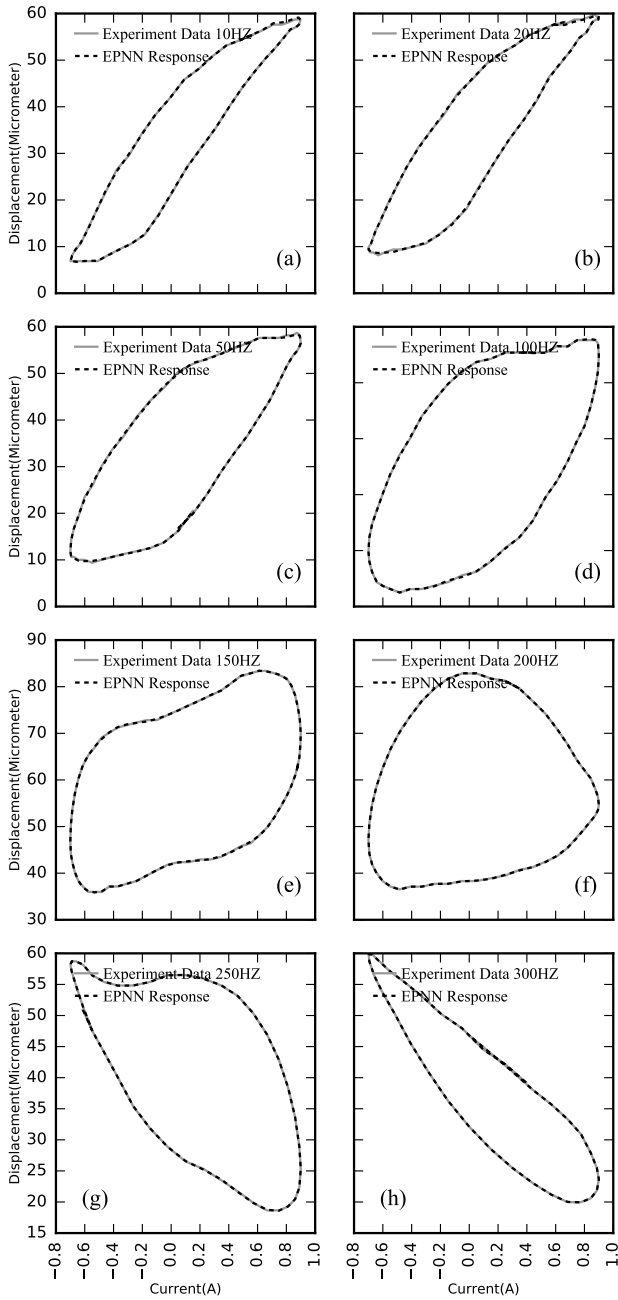 60
50
40
30
20
10
0
Displacement(Micrometer)
Experiment Data 10HZ
EPNN Response
(a)
Experiment Data 20HZ
EPNN Response
(b)
60
50
40
30
20
10
0
Displacement(Micrometer)
Experiment Data 50HZ
EPNN Response
(c)
Experiment Data 100HZ
EPNN Response
(d)
90
80
70
60
50
40
30
Displacement(Micrometer)
Experiment Data 150HZ
EPNN Response
(e)
Experiment Data 200HZ
EPNN Response
(f)
60
55
50
45
40
35
30
25
20
15
Displacement(Micrometer)
Experiment Data 250HZ
EPNN Response
(g)
Experiment Data 300HZ
EPNN Response
(h)
−0.8 −0.6 −0.4 −0.2 0.0 0.2 0.4 0.6 0.8 1.0
Current(A)
−0.8 −0.6 −0.4 −0.2 0.0 0.2 0.4 0.6 0.8 1.0
Current(A)